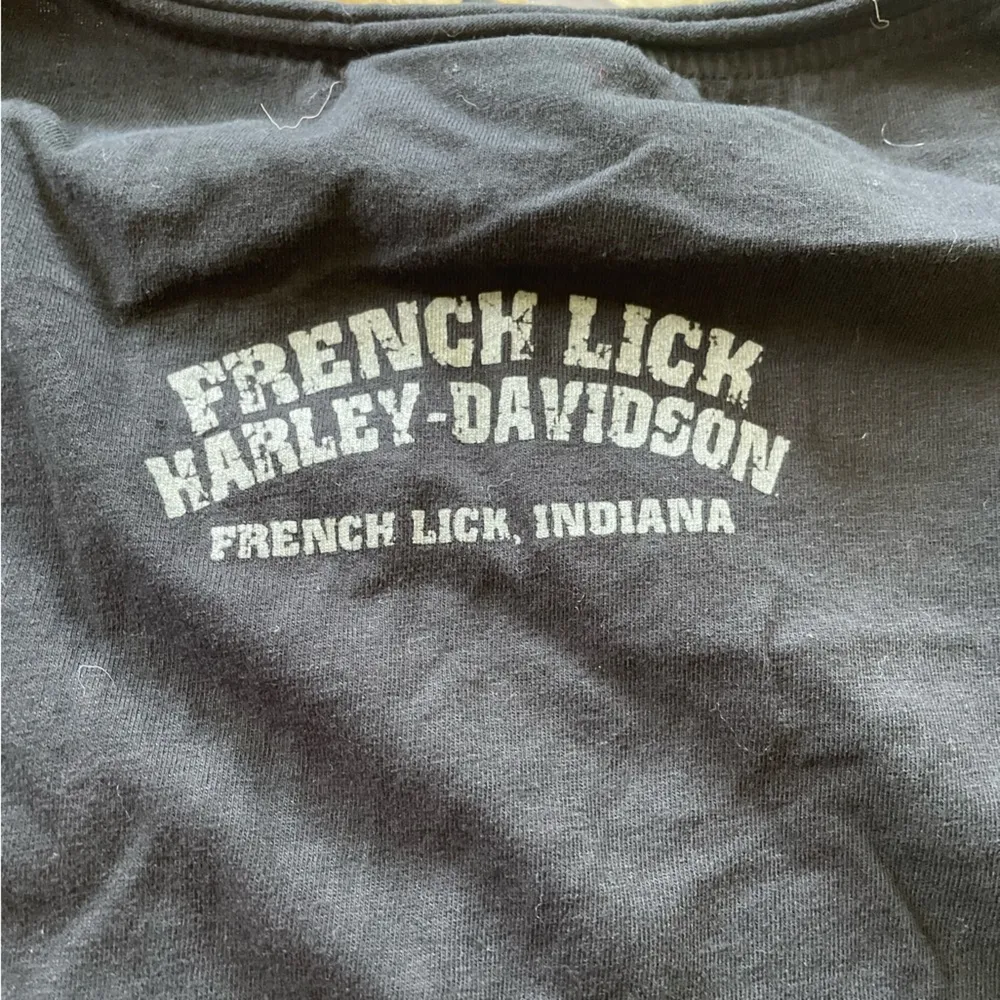 FRENCH LICK
HARLEY-DAVIDSON
FRENCH LICK, INDIANA